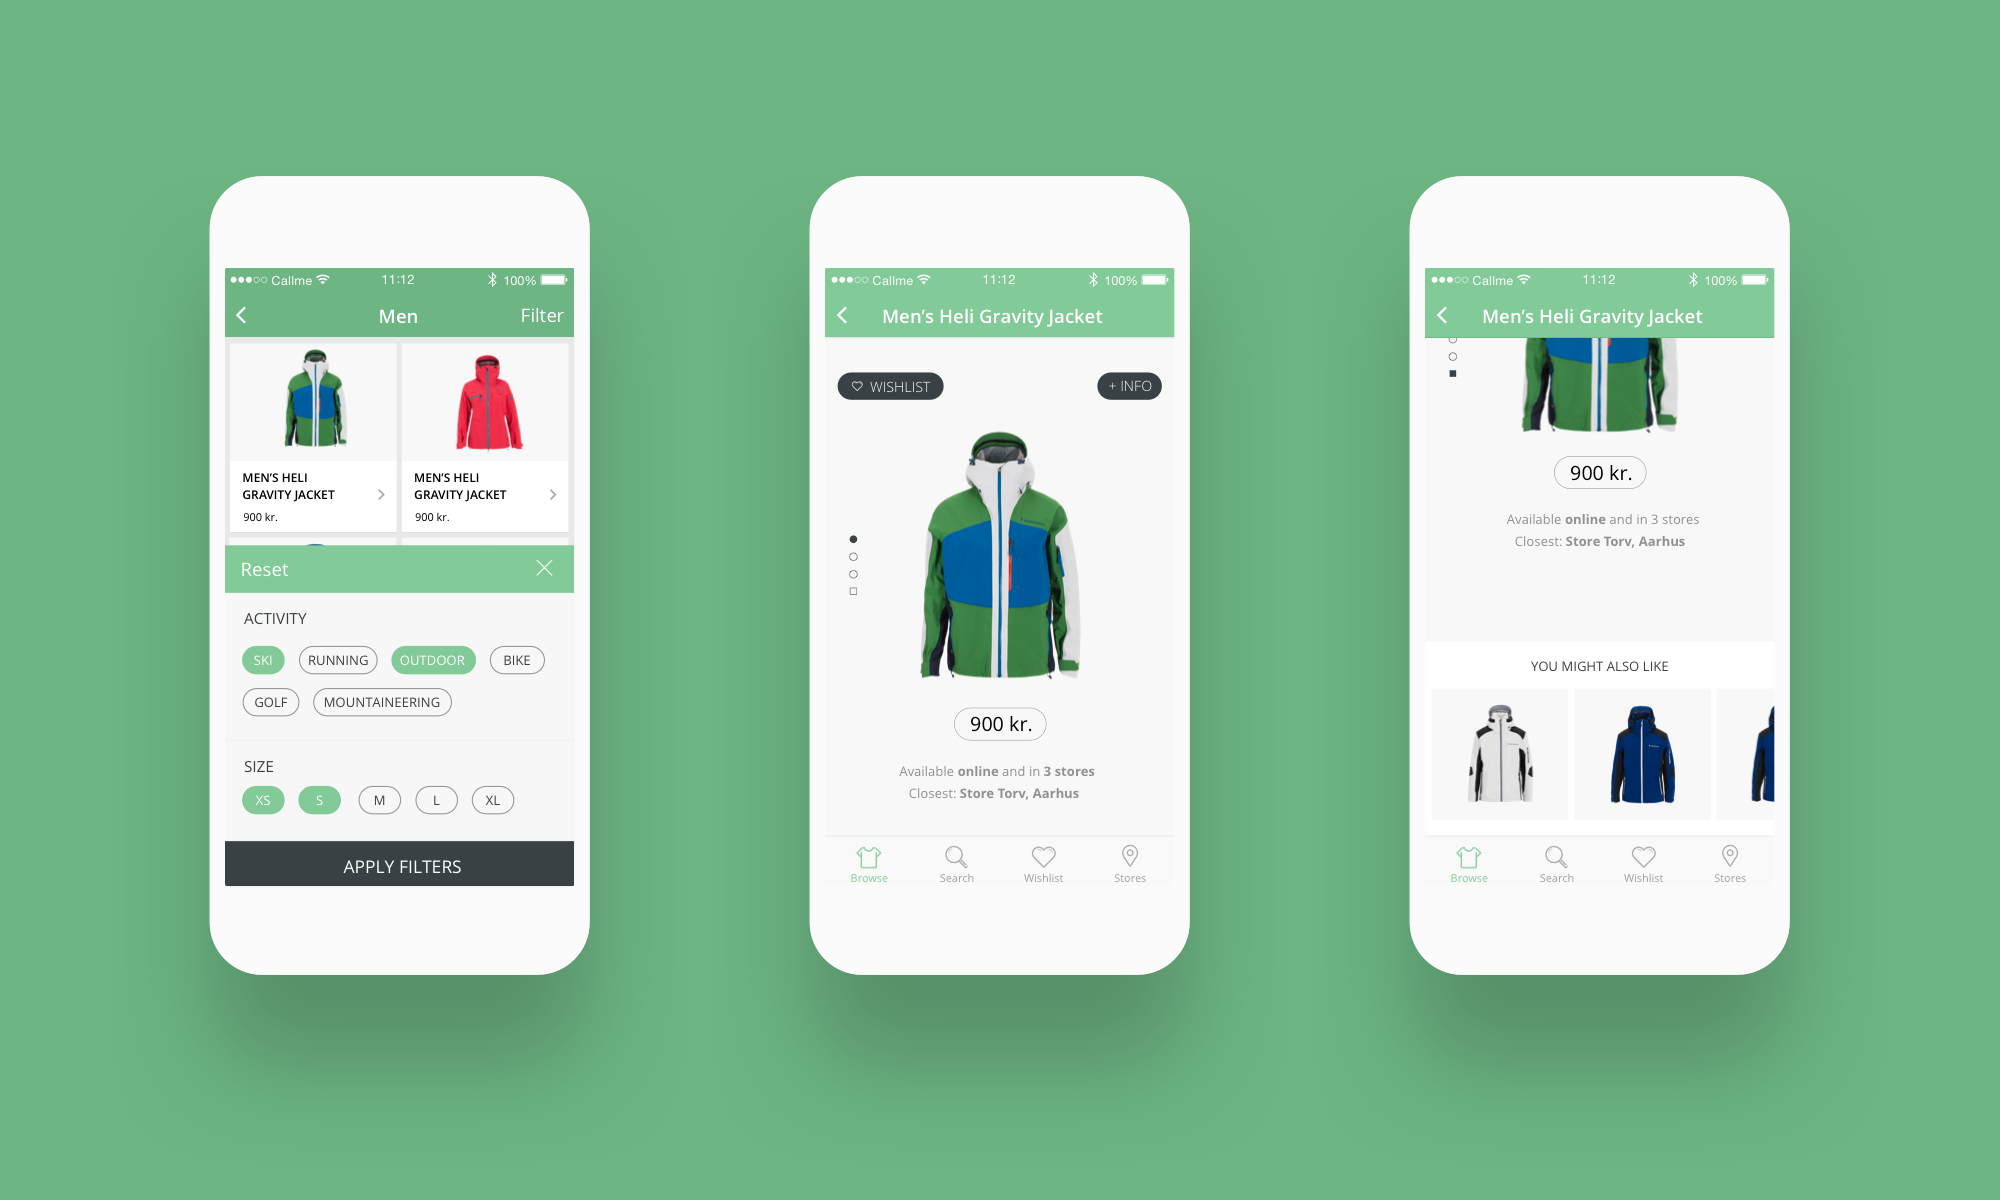 Callme 11:12 100%
Men Filter
MEN'S HELI
GRAVITY JACKET
900 kr.
MEN'S HELI
GRAVITY JACKET
900 kr.
Reset
ACTIVITY
SKI RUNNING OUTDOOR BIKE
GOLF MOUNTAINEERING
SIZE
XS S M L XL
APPLY FILTERS
Callme 11:12 100%
Men's Heli Gravity Jacket
WISHLIST + INFO
900 kr.
Available online and in 3 stores
Closest: Store Torv, Aarhus
Browse Search Wishlist Stores
Callme 11:12 100%
Men's Heli Gravity Jacket
900 kr.
Available online and in 3 stores
Closest: Store Torv, Aarhus
YOU MIGHT ALSO LIKE
Browse Search Wishlist Stores